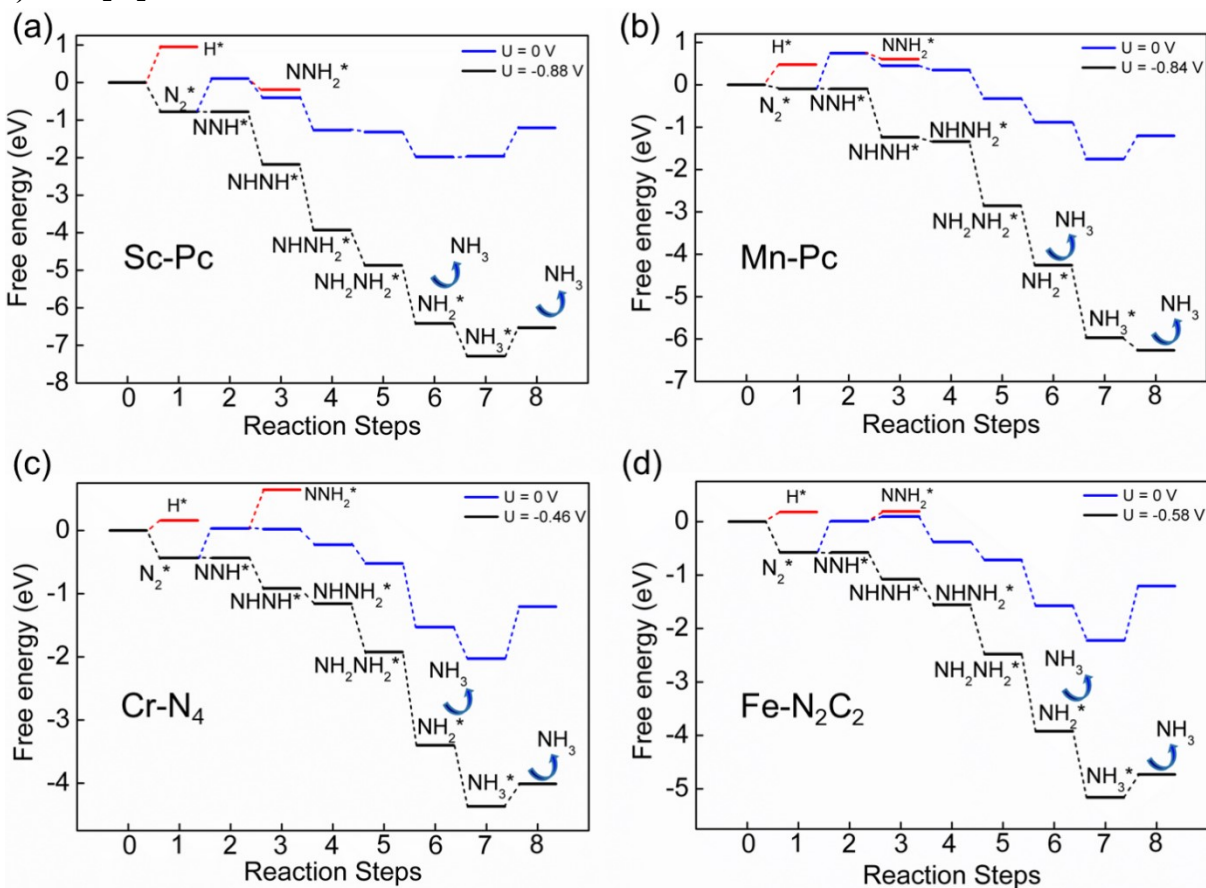 (a)
Free energy (eV)
1
0
-1
-2
-3
-4
-5
-6
-7
-8
H*
N2*
NNH*
NNH2*
NHNH*
NHNH2*
NH2NH2*
NH2*
NH3
NH3*
NH3
U = 0 V
U = -0.88 V
Sc-Pc
0 1 2 3 4 5 6 7 8
Reaction Steps
(b)
Free energy (eV)
1
0
-1
-2
-3
-4
-5
-6
-7
H*
N2*
NNH*
NNH2*
NHNH*
NHNH2*
NH2NH2*
NH2*
NH3
NH3*
NH3
U = 0 V
U = -0.84 V
Mn-Pc
0 1 2 3 4 5 6 7 8
Reaction Steps
(c)
Free energy (eV)
0
-1
-2
-3
-4
H*
N2*
NNH*
NNH2*
NHNH*
NHNH2*
NH2NH2*
NH2*
NH3
NH3*
NH3
U = 0 V
U = -0.46 V
Cr-N4
0 1 2 3 4 5 6 7 8
Reaction Steps
(d)
Free energy (eV)
0
-1
-2
-3
-4
-5
H*
N2*
NNH*
NNH2*
NHNH*
NHNH2*
NH2NH2*
NH2*
NH3
NH3*
NH3
U = 0 V
U = -0.58 V
Fe-N2C2
0 1 2 3 4 5 6 7 8
Reaction Steps